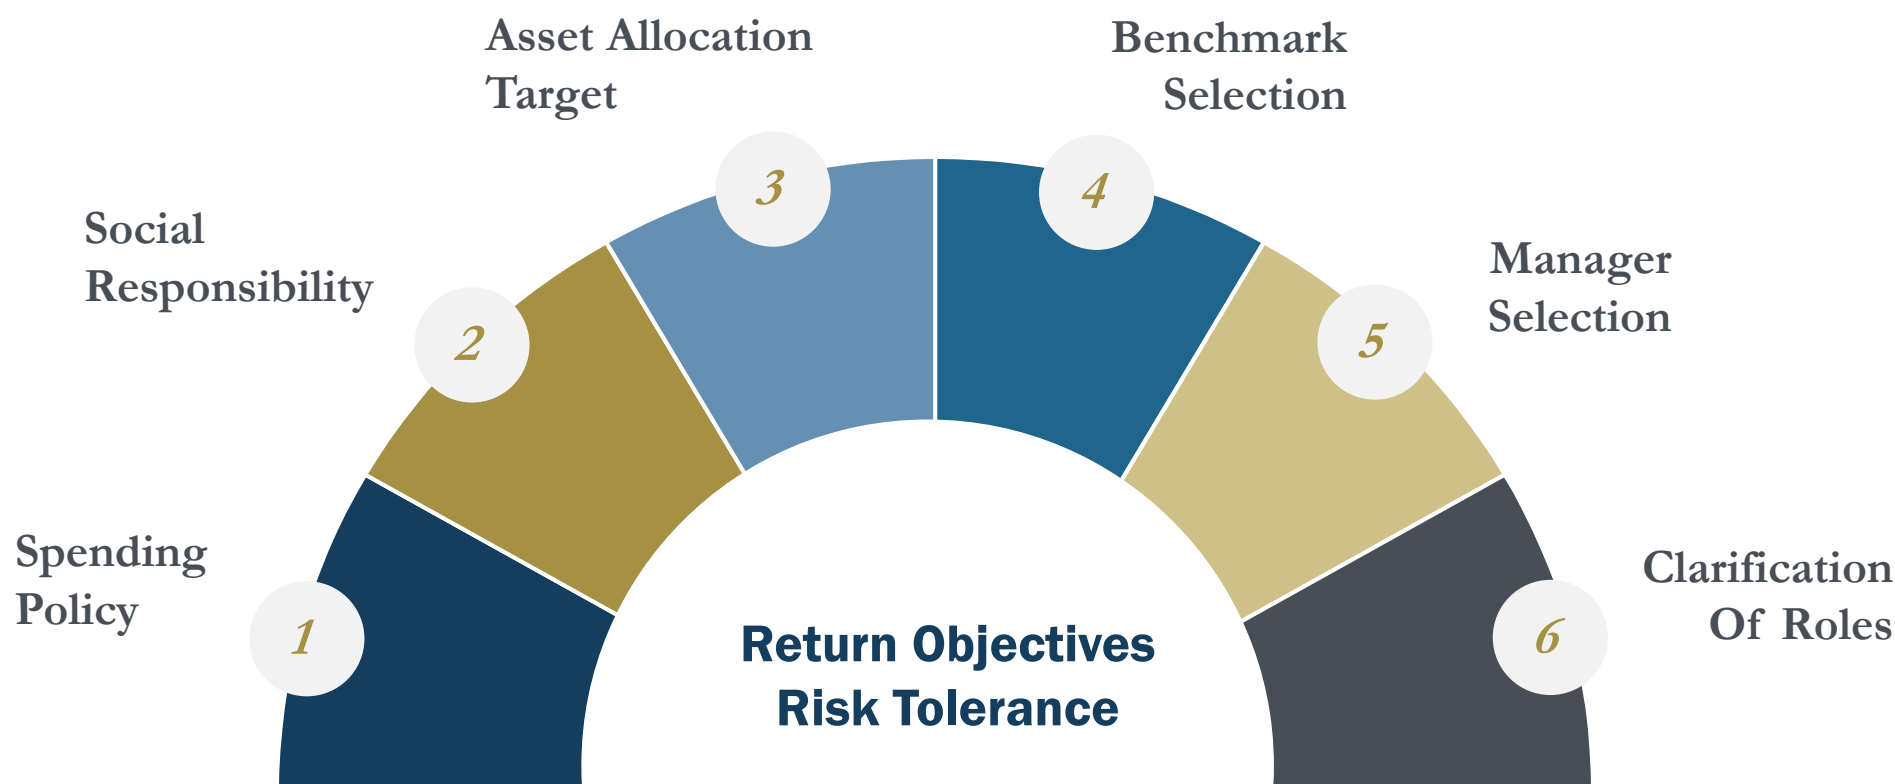 Spending
Policy
1
Social
Responsibility
2
Asset Allocation
Target
3
Benchmark
Selection
4
Manager
Selection
5
Clarification
Of Roles
6
Return Objectives
Risk Tolerance